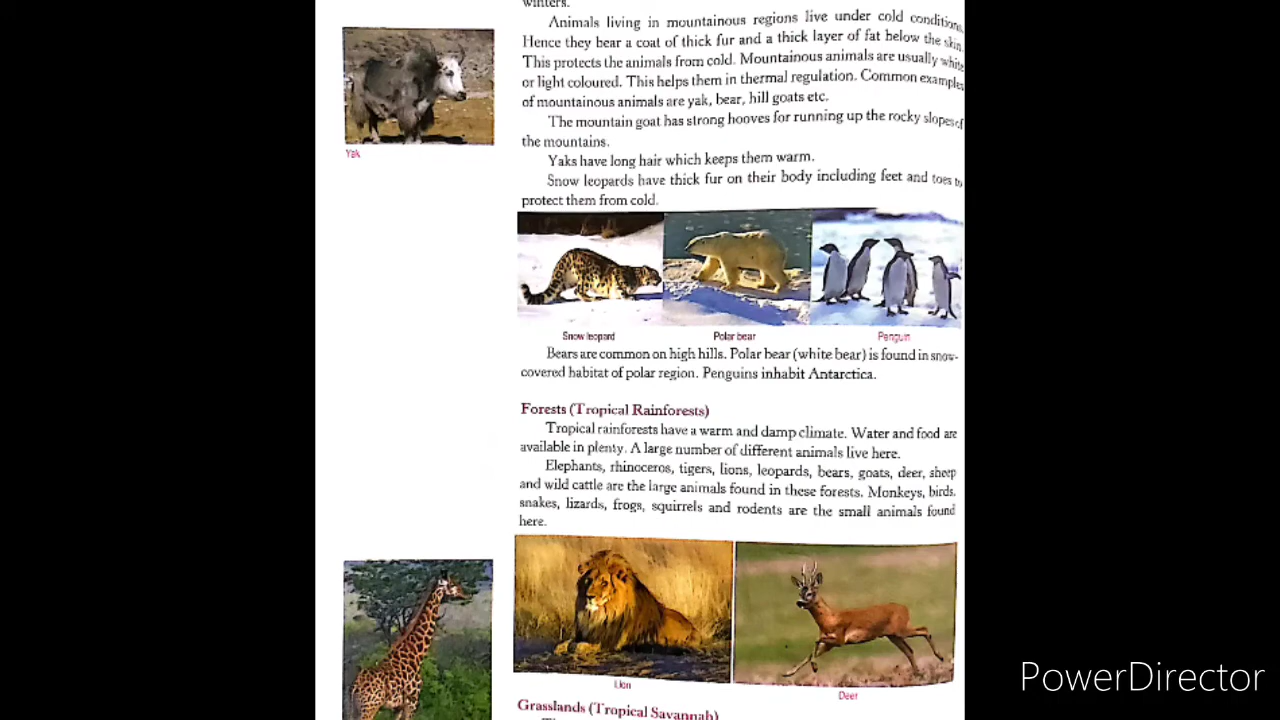 winters.
Animals living in mountainous regions live under cold conditions.
Hence they bear a coat of thick fur and a thick layer of fat below the skin.
This protects the animals from cold. Mountainous animals are usually white
or light coloured. This helps them in thermal regulation. Common examples
of mountainous animals are yak, bear, hill goats etc.
The mountain goat has strong hooves for running up the rocky slopes of
the mountains.
Yak
Yaks have long hair which keeps them warm.
Snow leopards have thick fur on their body including feet and toes to
protect them from cold.
Snow leopard Polar bear Penguin
Bears are common on high hills. Polar bear (white bear) is found in snow-
covered habitat of polar region. Penguins inhabit Antarctica.
Forests (Tropical Rainforests)
Tropical rainforests have a warm and damp climate. Water and food are
available in plenty. A large number of different animals live here.
Elephants, rhinoceros, tigers, lions, leopards, bears, goats, deer, sheep
and wild cattle are the large animals found in these forests. Monkeys, birds,
snakes, lizards, frogs, squirrels and rodents are the small animals found
here.
Lion Deer
Grasslands (Tropical Savannah)
PowerDirector